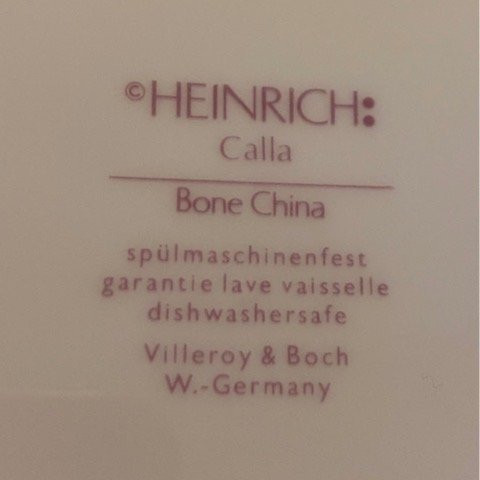 ©HEINRICH:
Calla
Bone China
spülmaschinenfest
garantie lave vaisselle
dishwashersafe
Villeroy & Boch
W.-Germany